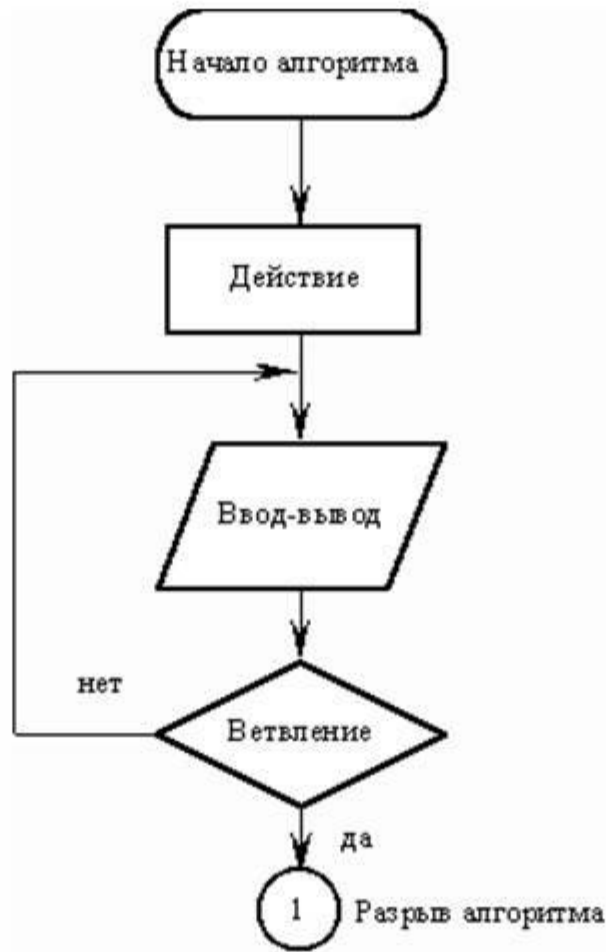 Начало алгоритма
Действие
Ввод-вывод
нет
Ветвление
да
1 Разрыв алгоритма